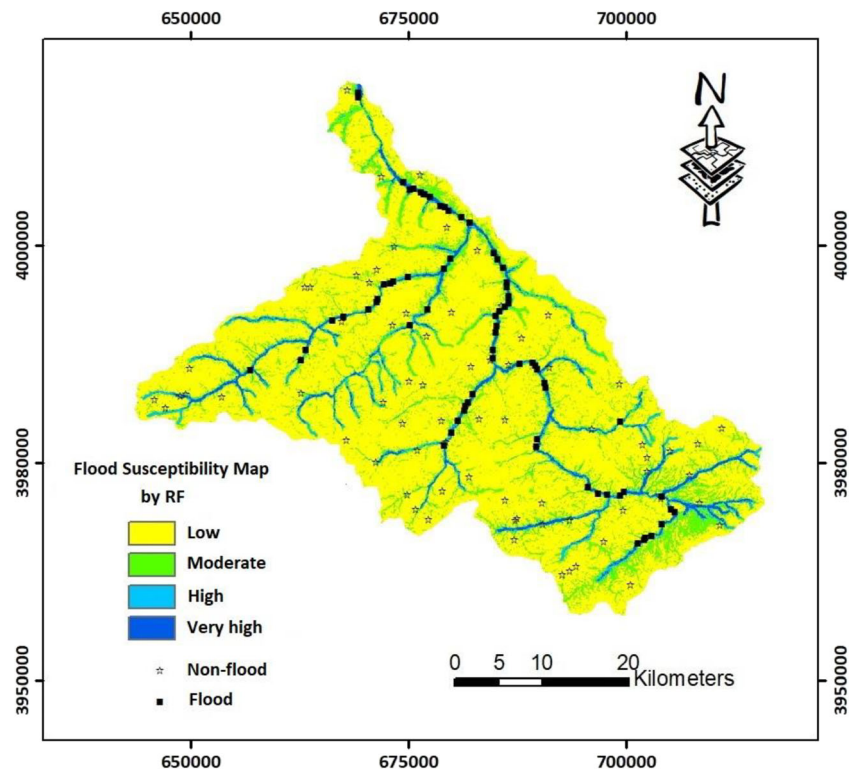 650000 675000 700000
N
4000000 4000000
3980000 3980000
Flood Susceptibility Map
by RF
Low
Moderate
High
Very high
Non-flood
Flood
0 5 10 20
Kilometers
3950000 3950000
650000 675000 700000